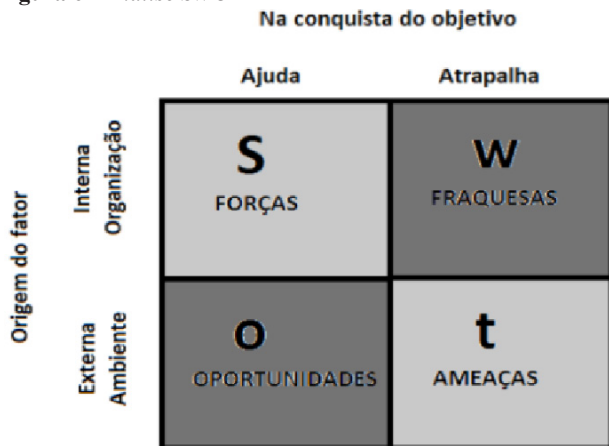 Na conquista do objetivo
Ajuda
Atrapalha
Origem do fator
Interna
Organização
S
FORÇAS
W
FRAQUESAS
Externa
Ambiente
o
OPORTUNIDADES
t
AMEAÇAS